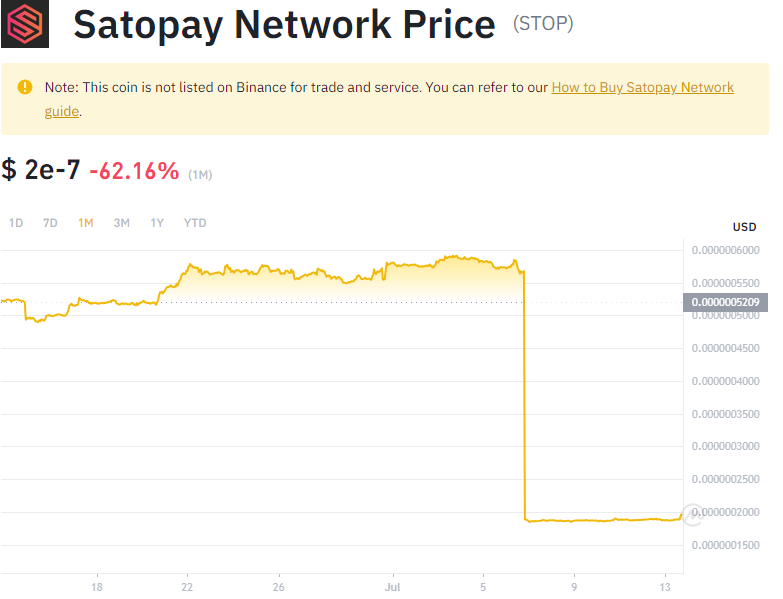 Satopay Network Price (STOP)
Note: This coin is not listed on Binance for trade and service. You can refer to our How to Buy Satopay Network
guide.
$ 2e-7 -62.16% (1M)
1D 7D 1M 3M 1Y YTD
USD
0.0000006000
0.0000005500
0.0000005209
0.0000005000
0.0000004500
0.0000004000
0.0000003500
0.0000003000
0.0000002500
0.0000002000
0.0000001500
18 22 26 Jul 5 9 13